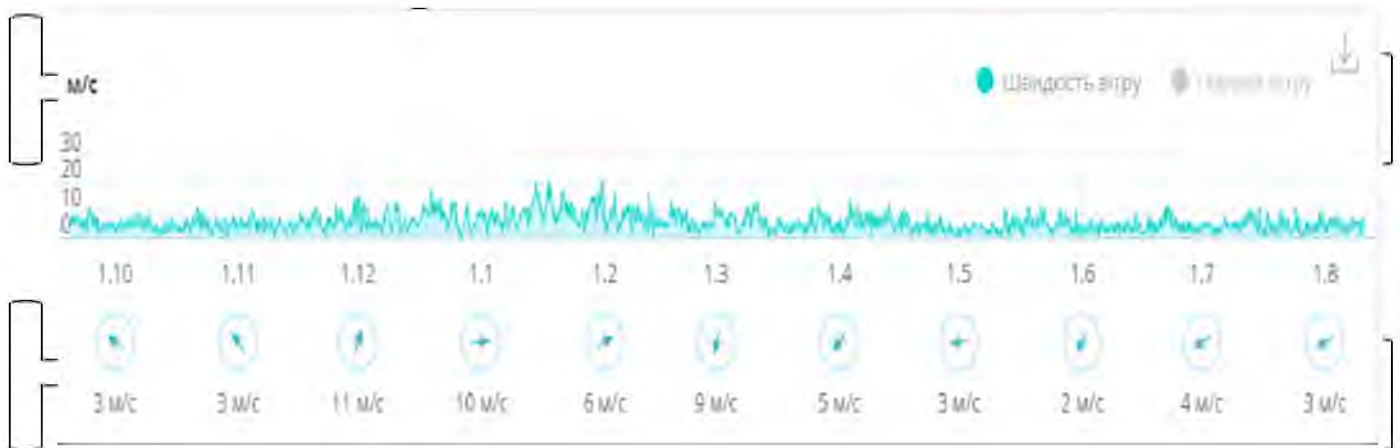 м/с
Швидкость вітру
30
20
10
0
1.10 1.11 1.12 1.1 1.2 1.3 1.4 1.5 1.6 1.7 1.8
3 м/с 3 м/с 11 м/с 10 м/с 6 м/с 9 м/с 5 м/с 3 м/с 2 м/с 4 м/с 3 м/с